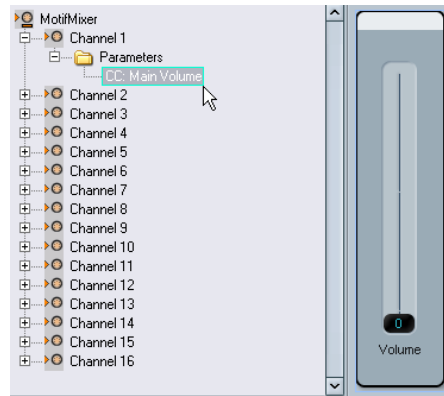 MotifMixer
Channel 1
Parameters
CC: Main Volume
Channel 2
Channel 3
Channel 4
Channel 5
Channel 6
Channel 7
Channel 8
Channel 9
Channel 10
Channel 11
Channel 12
Channel 13
Channel 14
Channel 15
Channel 16
0
Volume